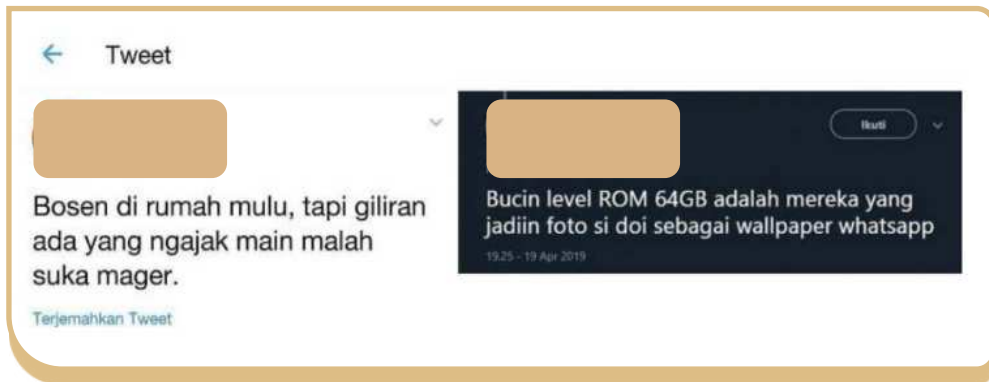 Tweet
Bosen di rumah mulu, tapi giliran
ada yang ngajak main malah
suka mager.
Terjemahkan Tweet
Ikuti
Bucin level ROM 64GB adalah mereka yang
jadiin foto si doi sebagai wallpaper whatsapp
19.25 - 19 Apr 2019